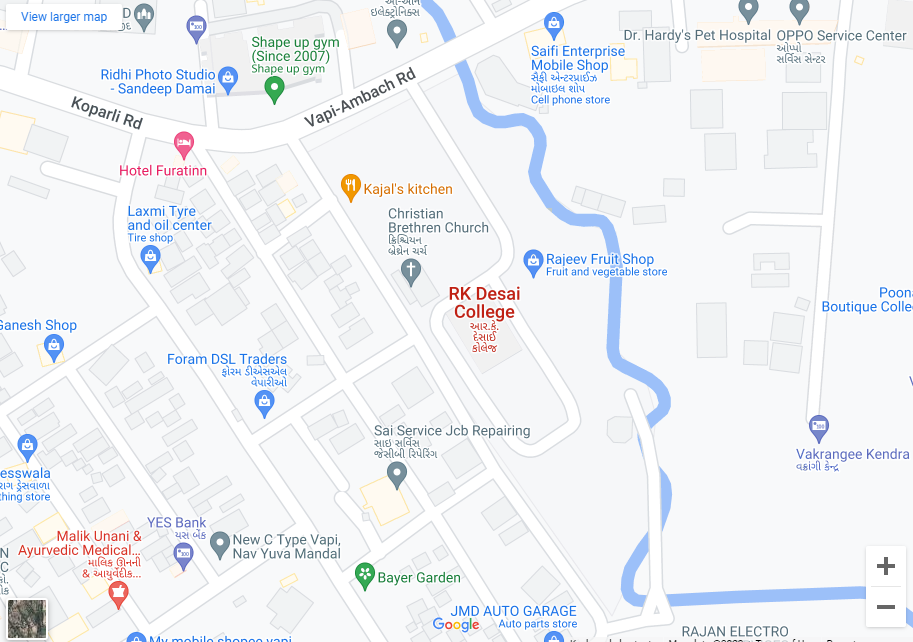 View larger map
ઇલેક્ટ્રોનિક્સ
Shape up gym
(Since 2007)
Shape up gym
Ridhi Photo Studio
- Sandeep Damai
Koparli Rd
Vapi-Ambach Rd
Hotel Furatinn
Saifi Enterprise
Mobile Shop
સૈફી એન્ટરપ્રાઈઝ
મોબાઇલ શોપ
Cell phone store
Dr. Hardy's Pet Hospital
OPPO Service Center
ઓપ્પો
સર્વિસ સેન્ટર
Kajal's kitchen
Laxmi Tyre
and oil center
Tire shop
Christian
Brethren Church
ક્રિશ્ચિયન
બ્રેથ્રેન ચર્ચ
Rajeev Fruit Shop
Fruit and vegetable store
RK Desai
College
આર.કે.
દેસાઈ
કોલેજ
Poona
Boutique Colle
Ganesh Shop
Foram DSL Traders
ફોરમ ડીએસએલ
વેપારીઓ
Sai Service Jcb Repairing
સાઇ સર્વિસ
જેસીબી રિપેરિંગ
Vakrangee Kendra
વક્રાંગી કેન્દ્ર
esswala
રાગ ડ્રેસવાળા
thing store
YES Bank
યસ બેંક
New C Type Vapi,
Nav Yuva Mandal
Malik Unani &
Ayurvedic Medical...
માલિક ઊનની
& આયુર્વેદીક...
Bayer Garden
JMD AUTO GARAGE
Auto parts store
Google
RAJAN ELECTRO
My mobile shopee vapi